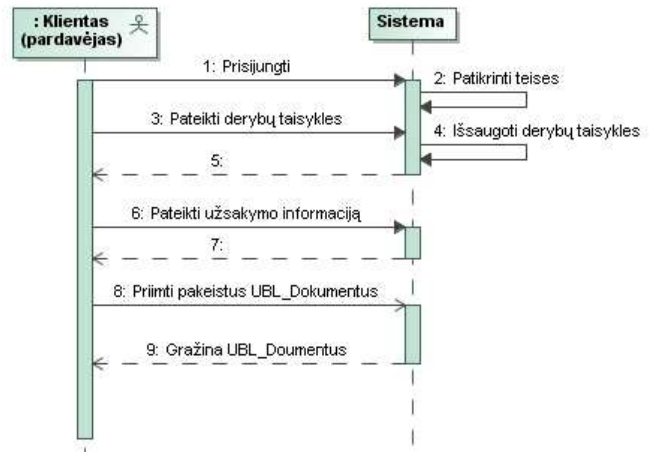 : Klientas
(pardavėjas)
Sistema
1: Prisijungti
2: Patikrinti teises
3: Pateikti derybų taisykles
4: Išsaugoti derybų taisykles
5:
6: Pateikti užsakymo informaciją
7:
8: Priimti pakeistus UBL_Dokumentus
9: Gražina UBL_Doumentus